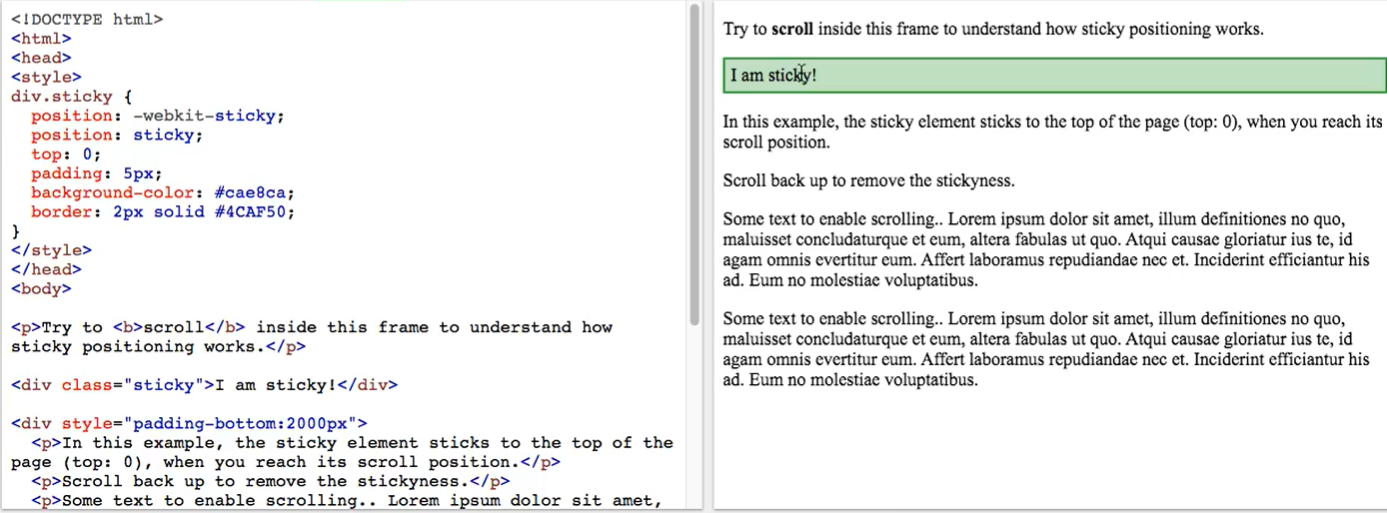 <!DOCTYPE html>
<html>
<head>
<style>
div.sticky {
  position: -webkit-sticky;
  position: sticky;
  top: 0;
  padding: 5px;
  background-color: #cae8ca;
  border: 2px solid #4CAF50;
}
</style>
</head>
<body>

<p>Try to <b>scroll</b> inside this frame to understand how
sticky positioning works.</p>

<div class="sticky">I am sticky!</div>

<div style="padding-bottom:2000px">
  <p>In this example, the sticky element sticks to the top of the
page (top: 0), when you reach its scroll position.</p>
  <p>Scroll back up to remove the stickyness.</p>
  <p>Some text to enable scrolling.. Lorem ipsum dolor sit amet,
Try to scroll inside this frame to understand how sticky positioning works.
I am sticky!
In this example, the sticky element sticks to the top of the page (top: 0), when you reach its
scroll position.
Scroll back up to remove the stickyness.
Some text to enable scrolling.. Lorem ipsum dolor sit amet, illum definitiones no quo,
maluisset concludaturque et eum, altera fabulas ut quo. Atqui causae gloriatur ius te, id
agam omnis evertitur eum. Affert laboramus repudiandae nec et. Inciderint efficiantur his
ad. Eum no molestiae voluptatibus.
Some text to enable scrolling.. Lorem ipsum dolor sit amet, illum definitiones no quo,
maluisset concludaturque et eum, altera fabulas ut quo. Atqui causae gloriatur ius te, id
agam omnis evertitur eum. Affert laboramus repudiandae nec et. Inciderint efficiantur his
ad. Eum no molestiae voluptatibus.